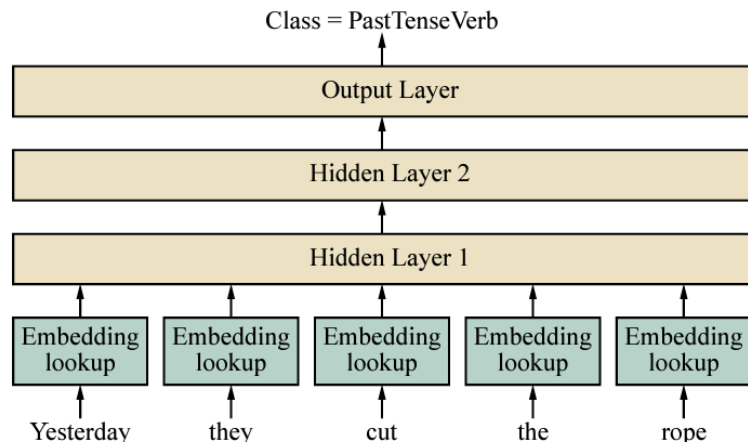 Class = PastTenseVerb
Output Layer
Hidden Layer 2
Hidden Layer 1
Embedding Embedding Embedding Embedding Embedding
lookup lookup lookup lookup lookup
Yesterday they cut the rope